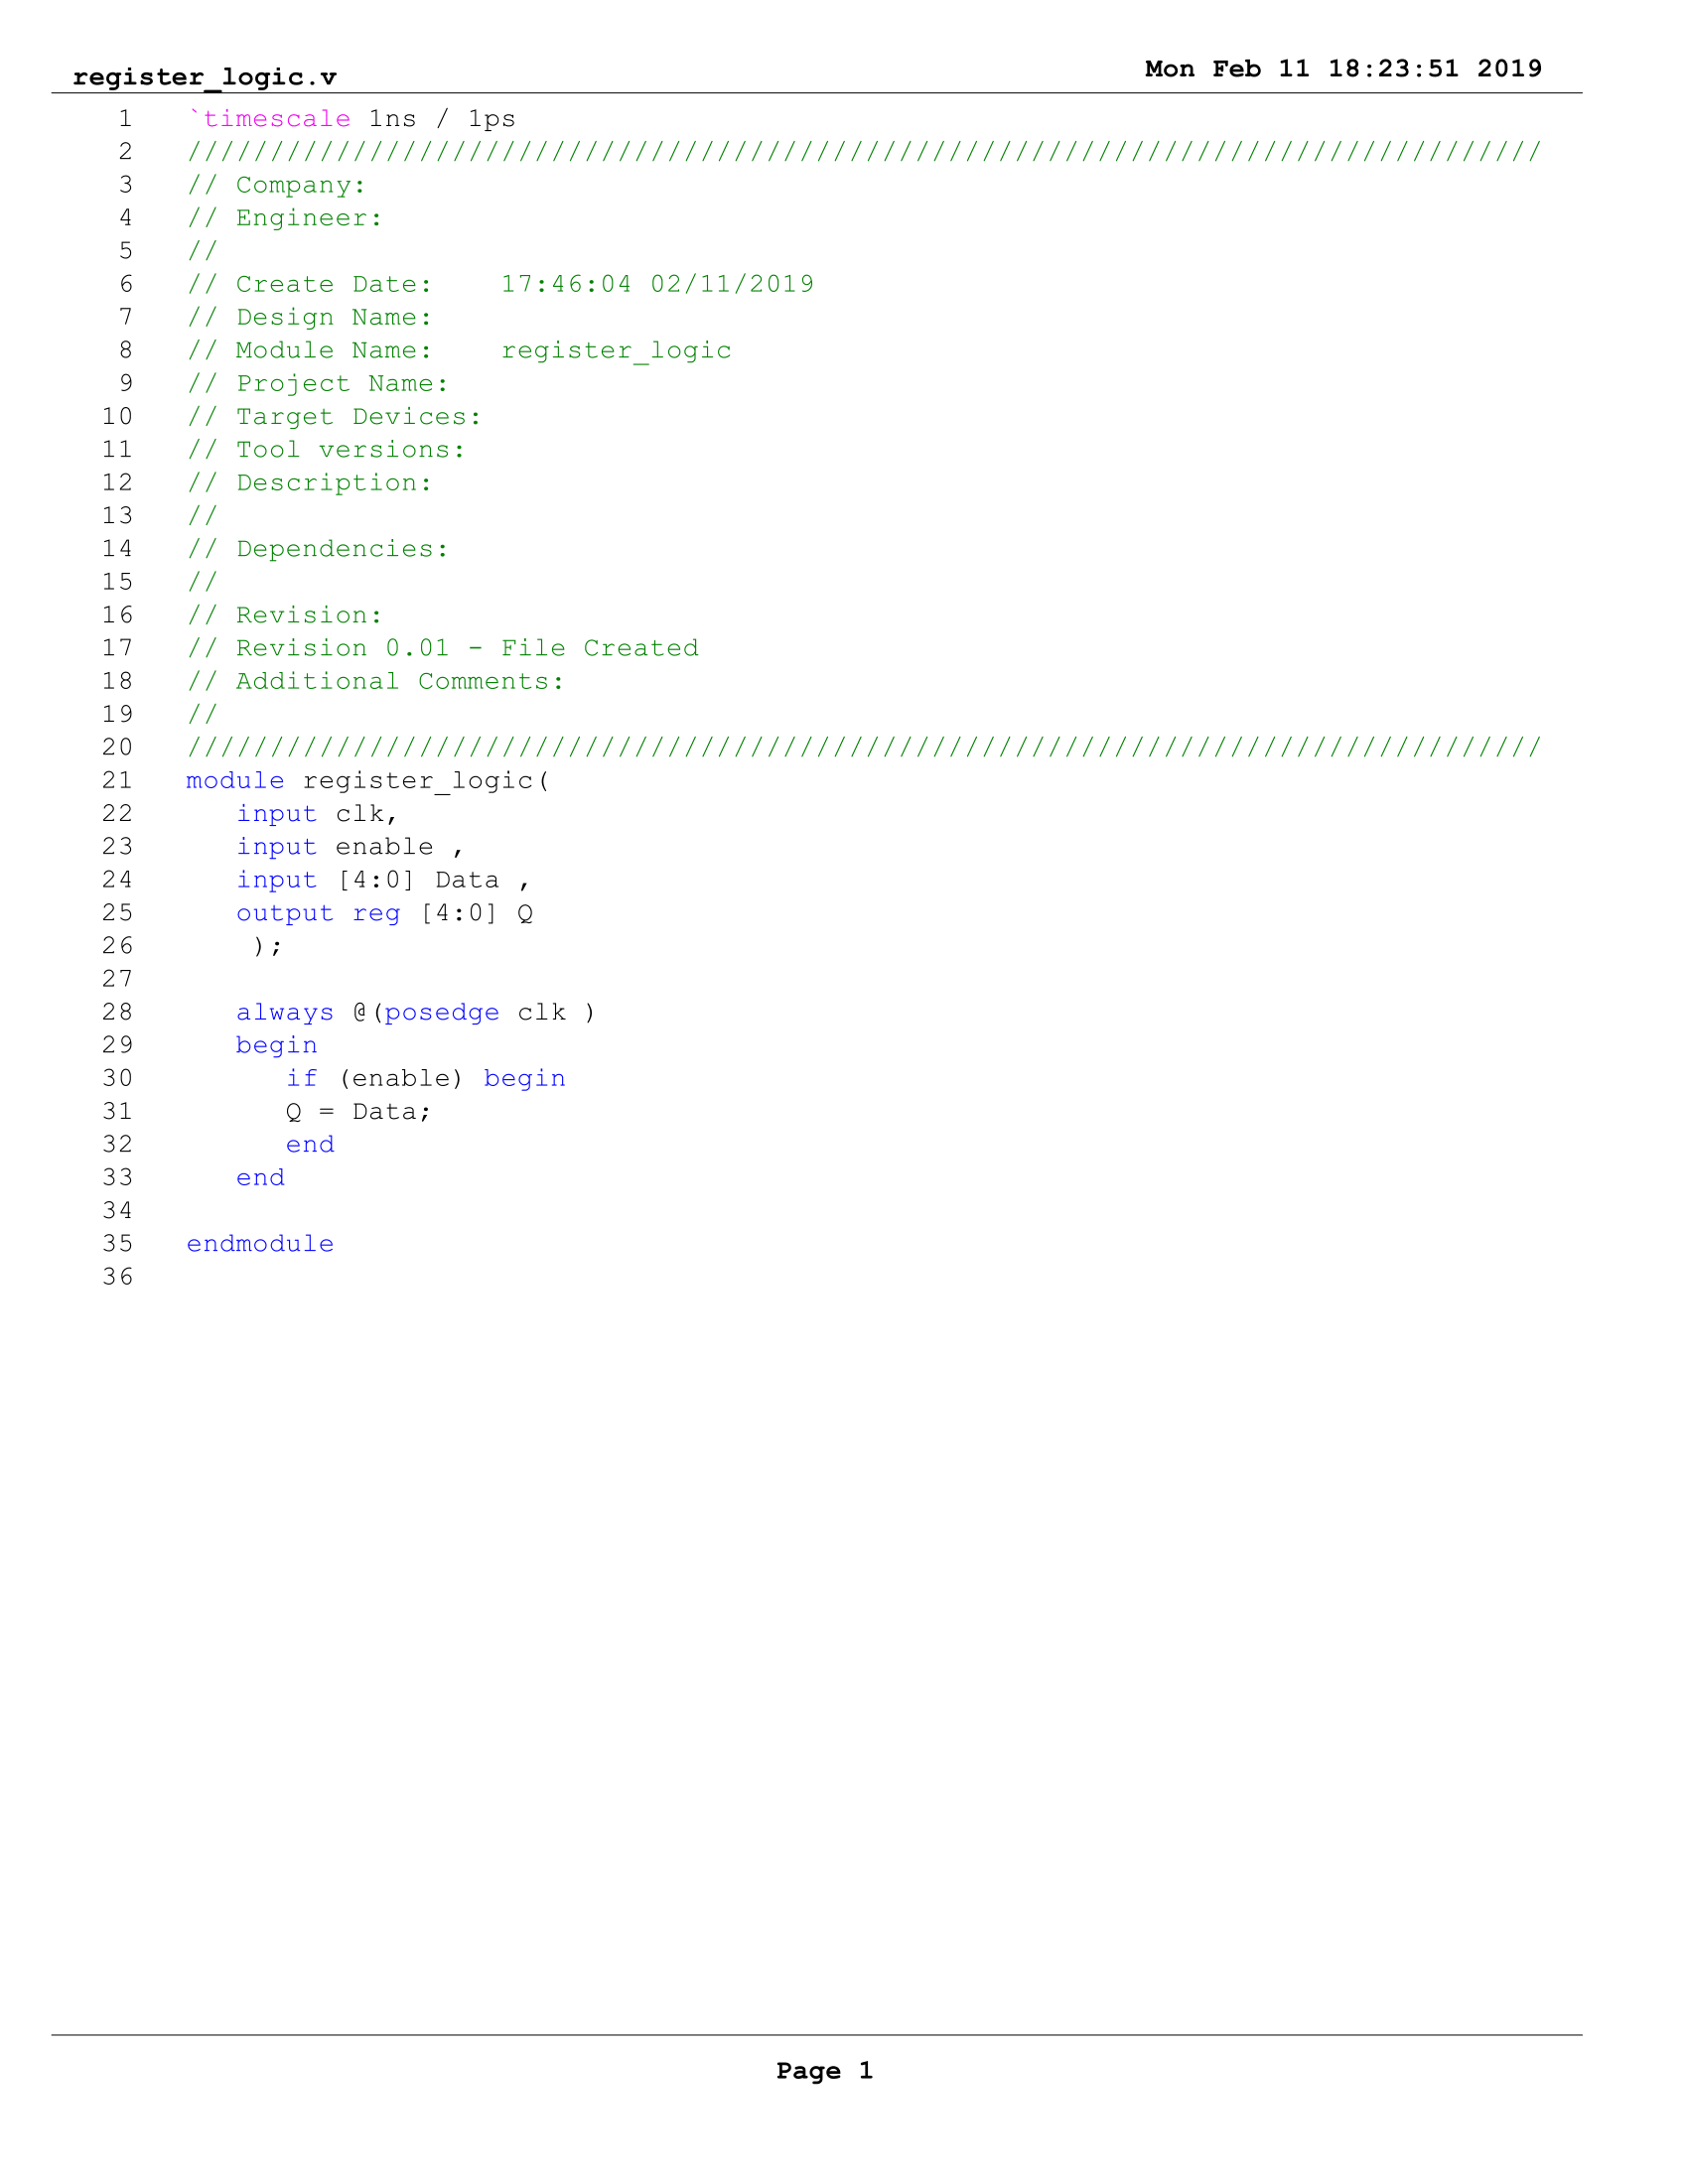 register_logic.v Mon Feb 11 18:23:51 2019
1 `timescale 1ns / 1ps
2 //////////////////////////////////////////////////////////////////////////////////
3 // Company:
4 // Engineer:
5 //
6 // Create Date:    17:46:04 02/11/2019
7 // Design Name:
8 // Module Name:    register_logic
9 // Project Name:
10 // Target Devices:
11 // Tool versions:
12 // Description:
13 //
14 // Dependencies:
15 //
16 // Revision:
17 // Revision 0.01 - File Created
18 // Additional Comments:
19 //
20 //////////////////////////////////////////////////////////////////////////////////
21 module register_logic(
22    input clk,
23    input enable ,
24    input [4:0] Data ,
25    output reg [4:0] Q
26     );
27
28    always @(posedge clk )
29    begin
30       if (enable) begin
31       Q = Data;
32       end
33    end
34
35 endmodule
36
Page 1